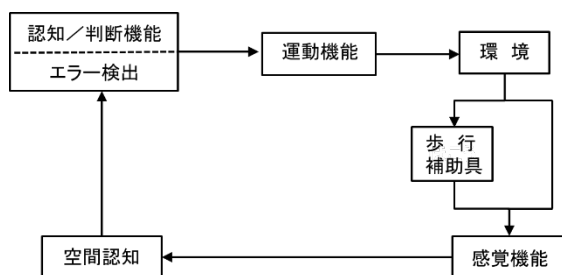 認知／判断機能
エラー検出
運動機能
環 境
歩 行
補助具
空間認知
感覚機能